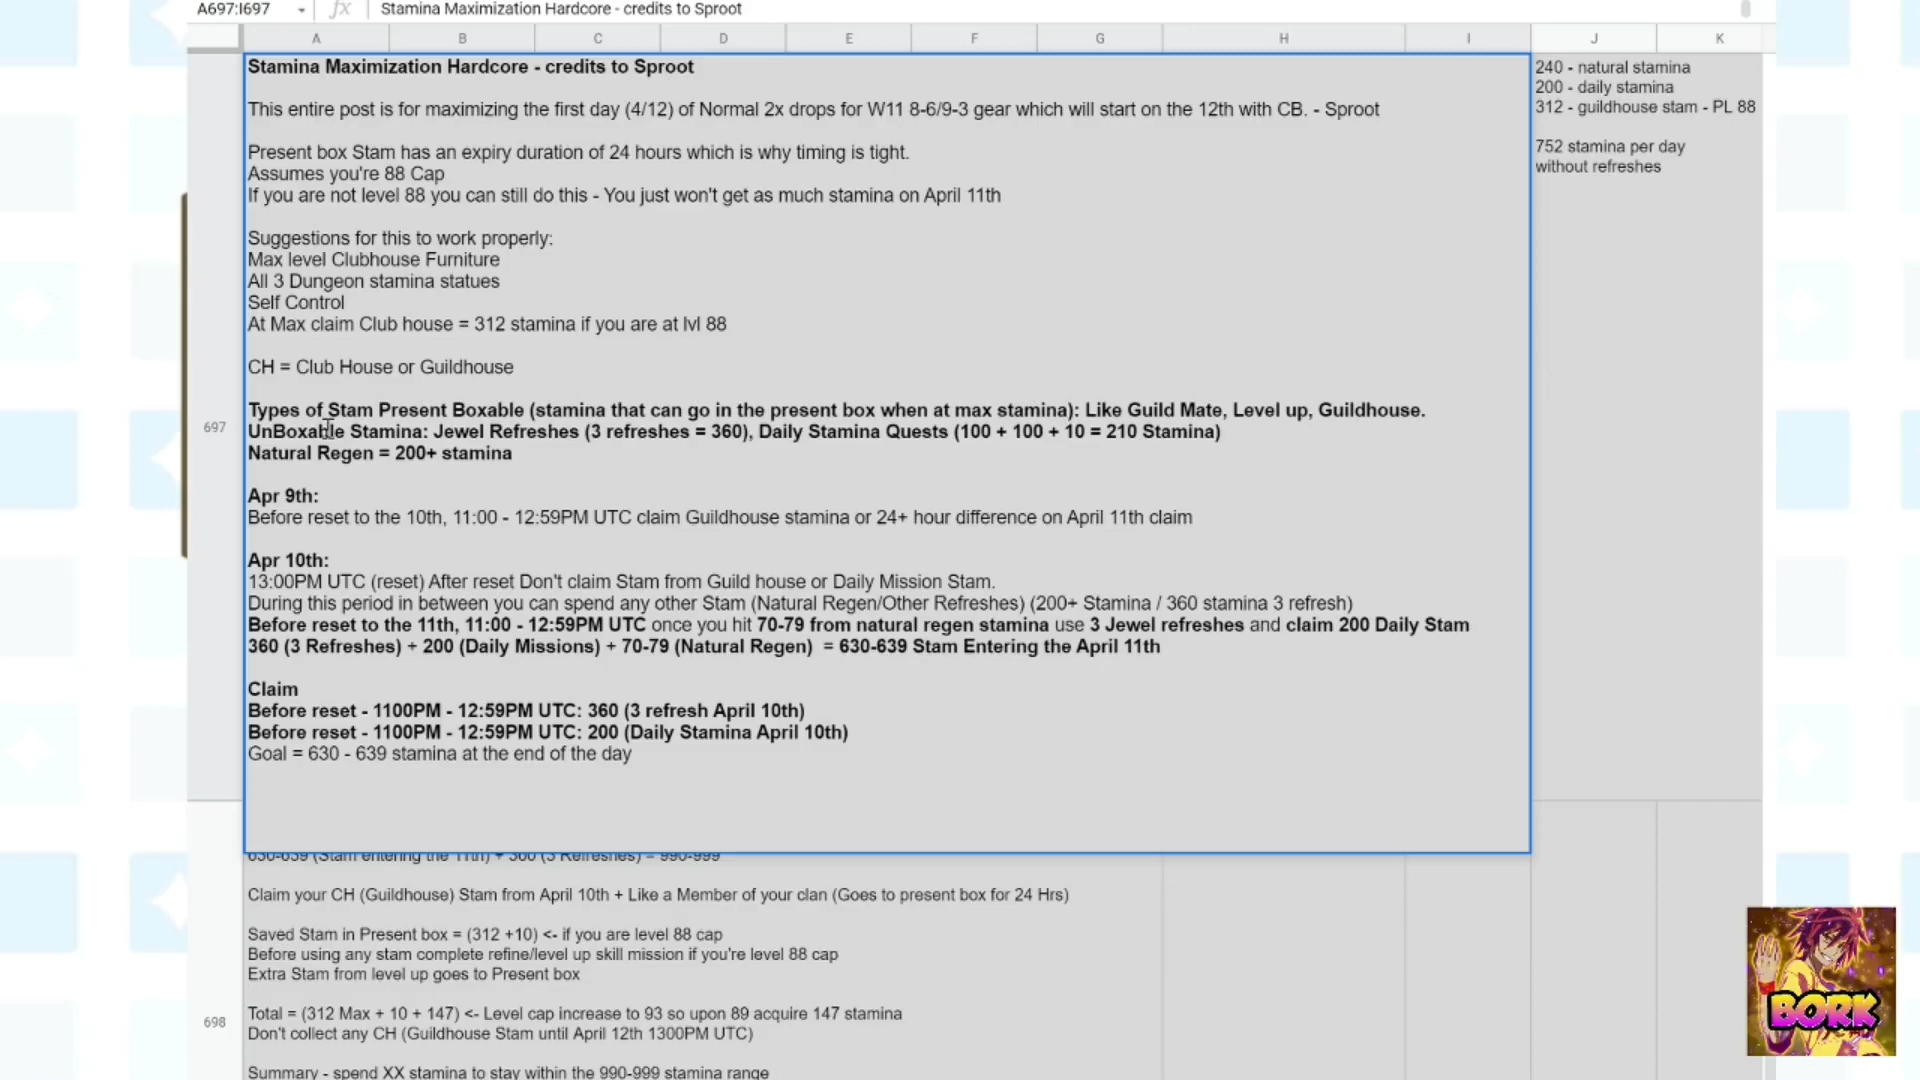 A697:I697
fx
Stamina Maximization Hardcore - credits to Sproot
A B C D E F G H I J K
Stamina Maximization Hardcore - credits to Sproot
This entire post is for maximizing the first day (4/12) of Normal 2x drops for W11 8-6/9-3 gear which will start on the 12th with CB. - Sproot
Present box Stam has an expiry duration of 24 hours which is why timing is tight.
Assumes you're 88 Cap
If you are not level 88 you can still do this - You just won't get as much stamina on April 11th
Suggestions for this to work properly:
Max level Clubhouse Furniture
All 3 Dungeon stamina statues
Self Control
At Max claim Club house = 312 stamina if you are at lvl 88
CH = Club House or Guildhouse
Types of Stam Present Boxable (stamina that can go in the present box when at max stamina): Like Guild Mate, Level up, Guildhouse.
697
UnBoxable Stamina: Jewel Refreshes (3 refreshes = 360), Daily Stamina Quests (100 + 100 + 10 = 210 Stamina)
Natural Regen = 200+ stamina
Apr 9th:
Before reset to the 10th, 11:00 - 12:59PM UTC claim Guildhouse stamina or 24+ hour difference on April 11th claim
Apr 10th:
13:00PM UTC (reset) After reset Don't claim Stam from Guild house or Daily Mission Stam.
During this period in between you can spend any other Stam (Natural Regen/Other Refreshes) (200+ Stamina / 360 stamina 3 refresh)
Before reset to the 11th, 11:00 - 12:59PM UTC once you hit 70-79 from natural regen stamina use 3 Jewel refreshes and claim 200 Daily Stam
360 (3 Refreshes) + 200 (Daily Missions) + 70-79 (Natural Regen) = 630-639 Stam Entering the April 11th
Claim
Before reset - 1100PM - 12:59PM UTC: 360 (3 refresh April 10th)
Before reset - 1100PM - 12:59PM UTC: 200 (Daily Stamina April 10th)
Goal = 630 - 639 stamina at the end of the day
240 - natural stamina
200 - daily stamina
312 - guildhouse stam - PL 88
752 stamina per day
without refreshes
630-639 (Stam entering the 11th) + 360 (3 Refreshes) = 990-999
Claim your CH (Guildhouse) Stam from April 10th + Like a Member of your clan (Goes to present box for 24 Hrs)
Saved Stam in Present box = (312 +10) <- if you are level 88 cap
Before using any stam complete refine/level up skill mission if you're level 88 cap
Extra Stam from level up goes to Present box
Total = (312 Max + 10 + 147) <- Level cap increase to 93 so upon 89 acquire 147 stamina
698
Don't collect any CH (Guildhouse Stam until April 12th 1300PM UTC)
Summary - spend XX stamina to stay within the 990-999 stamina range
BORK